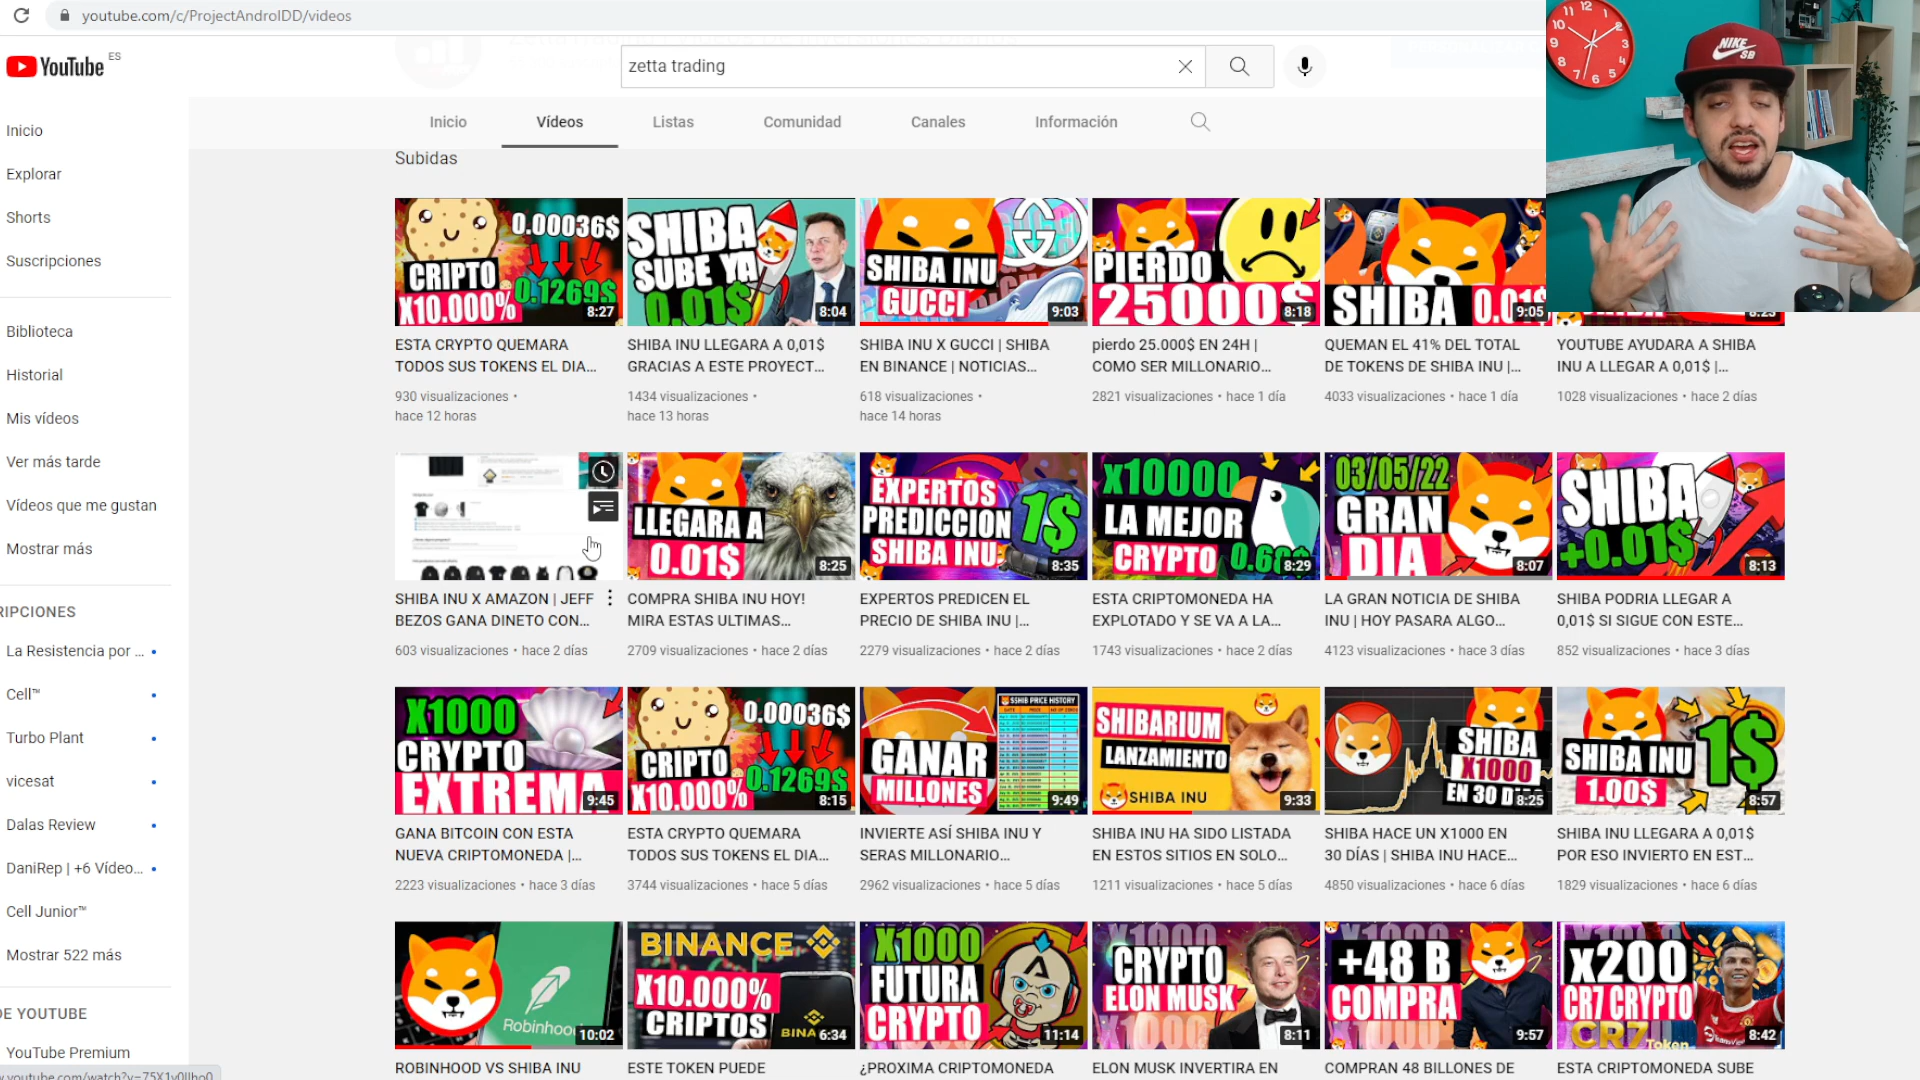 youtube.com/c/ProjectAndroIDD/videos
YouTube ES
zetta trading
Inicio
Vídeos
Listas
Comunidad
Canales
Información
Inicio
Explorar
Shorts
Suscripciones
Biblioteca
Historial
Mis vídeos
Ver más tarde
Vídeos que me gustan
Mostrar más
RIPCIONES
La Resistencia por ...
Cell™
Turbo Plant
vicesat
Dalas Review
DaniRep | +6 Vídeo...
Cell Junior™
Mostrar 522 más
DE YOUTUBE
YouTube Premium
Subidas
0.00036$
CRIPTO
0.1269$
X10.000%
8:27
ESTA CRYPTO QUEMARA
TODOS SUS TOKENS EL DIA...
930 visualizaciones •
hace 12 horas
SHIBA
SUBE YA
0.01$
8:04
SHIBA INU LLEGARA A 0,01$
GRACIAS A ESTE PROYECT...
1434 visualizaciones •
hace 13 horas
SHIBA INU
GUCCI
9:03
SHIBA INU X GUCCI | SHIBA
EN BINANCE | NOTICIAS...
618 visualizaciones •
hace 14 horas
PIERDO
25000$
8:18
pierdo 25.000$ EN 24H |
COMO SER MILLONARIO...
2821 visualizaciones • hace 1 día
SHIBA 0.01$
9:05
QUEMAN EL 41% DEL TOTAL
DE TOKENS DE SHIBA INU |...
4033 visualizaciones • hace 1 día
YOUTUBE AYUDARA A SHIBA
INU A LLEGAR A 0,01$ |...
1028 visualizaciones • hace 2 días
NIKE
SB
SHIBA INU X AMAZON | JEFF
BEZOS GANA DINETO CON...
603 visualizaciones • hace 2 días
LLEGARA A
0.01$
8:25
COMPRA SHIBA INU HOY!
MIRA ESTAS ULTIMAS...
2709 visualizaciones • hace 2 días
EXPERTOS
PREDICCION
SHIBA INU
1$
8:35
EXPERTOS PREDICEN EL
PRECIO DE SHIBA INU |...
2279 visualizaciones • hace 2 días
X10000
LA MEJOR
CRYPTO
8:29
ESTA CRIPTOMONEDA HA
EXPLOTADO Y SE VA A LA...
1743 visualizaciones • hace 2 días
03/05/22
GRAN
DIA
8:07
LA GRAN NOTICIA DE SHIBA
INU | HOY PASARA ALGO...
4123 visualizaciones • hace 3 días
SHIBA
+0.01$
8:13
SHIBA PODRIA LLEGAR A
0,01$ SI SIGUE CON ESTE...
852 visualizaciones • hace 3 días
X1000
CRYPTO
EXTREMA
9:45
GANA BITCOIN CON ESTA
NUEVA CRIPTOMONEDA |...
2223 visualizaciones • hace 3 días
0.00036$
CRIPTO
0.1269$
X10.000%
8:15
ESTA CRYPTO QUEMARA
TODOS SUS TOKENS EL DIA...
3744 visualizaciones • hace 5 días
$SHIB PRICE HISTORY
GANAR
MILLONES
9:49
INVIERTE ASÍ SHIBA INU Y
SERAS MILLONARIO...
2962 visualizaciones • hace 5 días
SHIBARIUM
LANZAMIENTO
SHIBA INU
9:33
SHIBA INU HA SIDO LISTADA
EN ESTOS SITIOS EN SOLO...
1211 visualizaciones • hace 5 días
SHIBA
X1000
EN 30 DIAS
8:25
SHIBA HACE UN X1000 EN
30 DÍAS | SHIBA INU HACE...
4850 visualizaciones • hace 6 días
SHIBA INU
1.00$
1$
8:57
SHIBA INU LLEGARA A 0,01$
POR ESO INVIERTO EN EST...
1829 visualizaciones • hace 6 días
Robinhood
10:02
ROBINHOOD VS SHIBA INU
BINANCE
X10.000%
CRIPTOS
6:34
ESTE TOKEN PUEDE
X1000
FUTURA
CRYPTO
11:14
¿PROXIMA CRIPTOMONEDA
X1000
CRYPTO
ELON MUSK
8:11
ELON MUSK INVERTIRA EN
+48 B
COMPRA
9:57
COMPRAN 48 BILLONES DE
x200
CR7 CRYPTO
CR7 Token
8:42
ESTA CRIPTOMONEDA SUBE